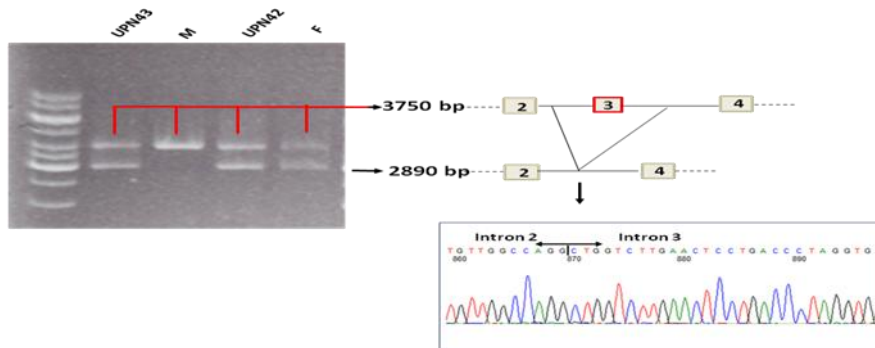 UPN43 M UPN42 F
3750 bp 2 3 4
2890 bp 2 4
Intron 2 Intron 3
TGTTGGCCAGGCTGGTCTTGAACTCCTGACCCTAGGTG
860 870 880 890